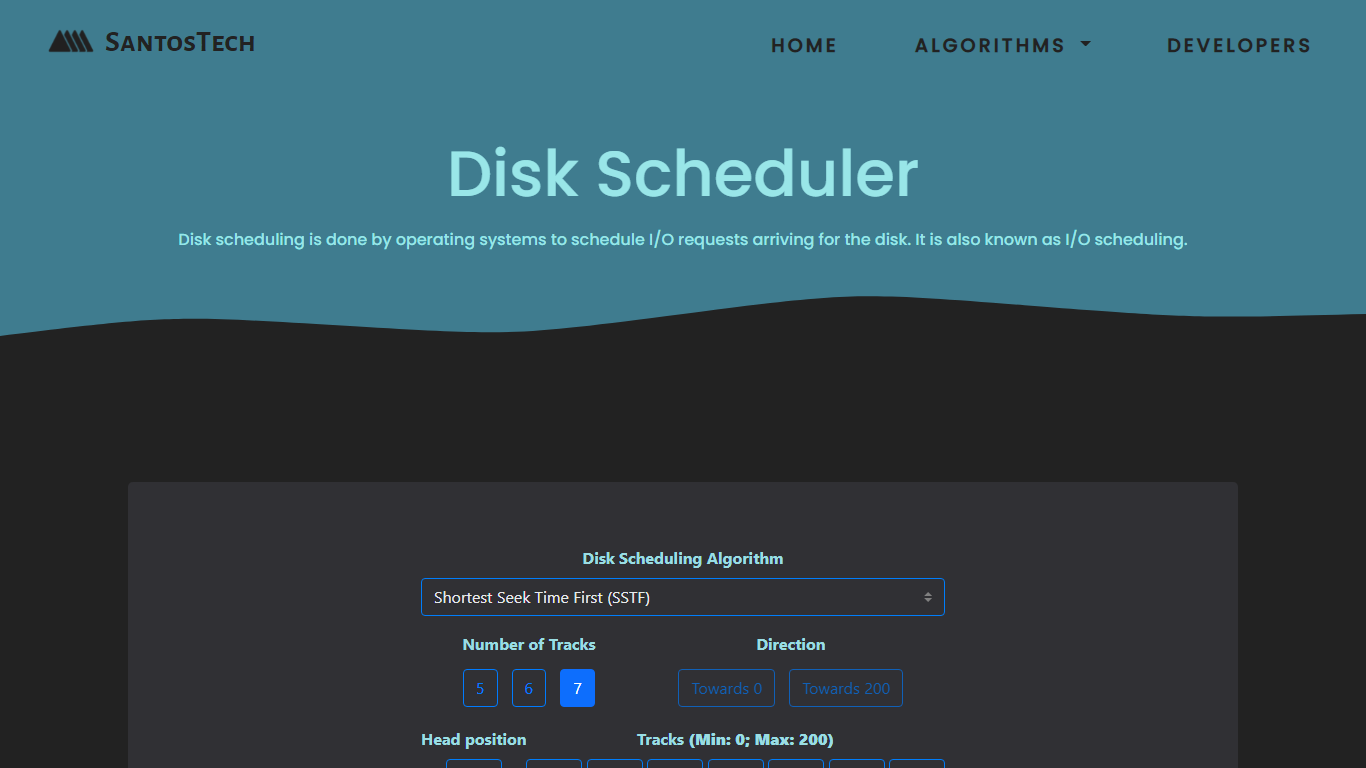 SantosTech
HOME ALGORITHMS DEVELOPERS
Disk Scheduler
Disk scheduling is done by operating systems to schedule I/O requests arriving for the disk. It is also known as I/O scheduling.
Disk Scheduling Algorithm
Shortest Seek Time First (SSTF)
Number of Tracks Direction
5 6 7 Towards 0 Towards 200
Head position Tracks (Min: 0; Max: 200)